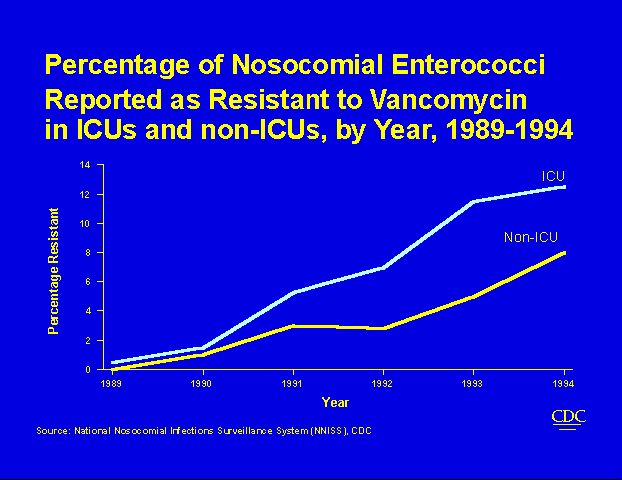 Percentage of Nosocomial Enterococci
Reported as Resistant to Vancomycin
in ICUs and non-ICUs, by Year, 1989-1994
14
ICU
12
10
Non-ICU
8
6
4
2
0
Percentage Resistant
1989 1990 1991 1992 1993 1994
Year
CDC
Source: National Nosocomial Infections Surveillance System (NNISS), CDC